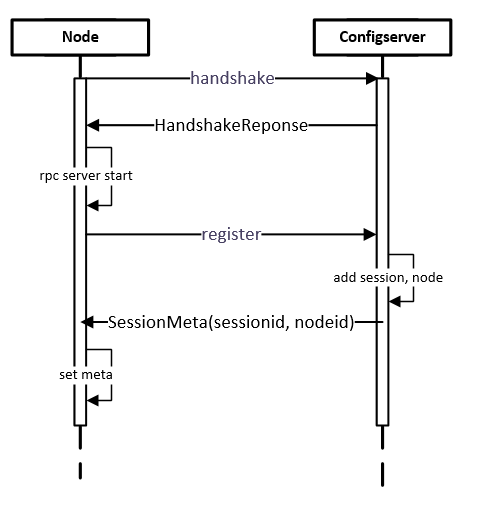 Node
Configserver
handshake
HandshakeReponse
rpc server start
register
add session, node
SessionMeta(sessionid, nodeid)
set meta